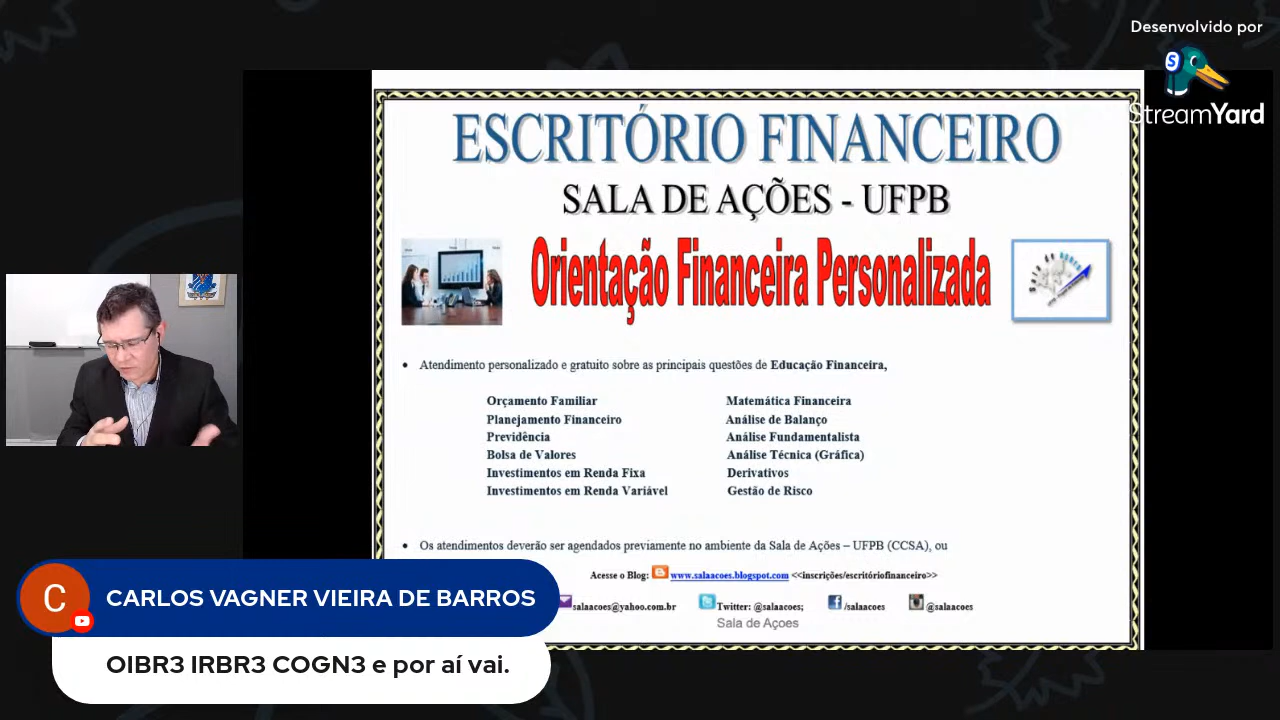 Desenvolvido por
StreamYard
ESCRITÓRIO FINANCEIRO
SALA DE AÇÕES - UFPB
Orientação Financeira Personalizada
• Atendimento personalizado e gratuito sobre as principais questões de Educação Financeira,
Orçamento Familiar
Planejamento Financeiro
Previdência
Bolsa de Valores
Investimentos em Renda Fixa
Investimentos em Renda Variável
Matemática Financeira
Análise de Balanço
Análise Fundamentalista
Análise Técnica (Gráfica)
Derivativos
Gestão de Risco
• Os atendimentos deverão ser agendados previamente no ambiente da Sala de Ações – UFPB (CCSA), ou
Acesse o Blog: www.salaacoes.blogspot.com <<inscrições/escritóriofinanceiro>>
salaacoes@yahoo.com.br Twitter: @salaacoes; /salaacoes @salaacoes
Sala de Açoes
C
CARLOS VAGNER VIEIRA DE BARROS
OIBR3 IRBR3 COGN3 e por aí vai.